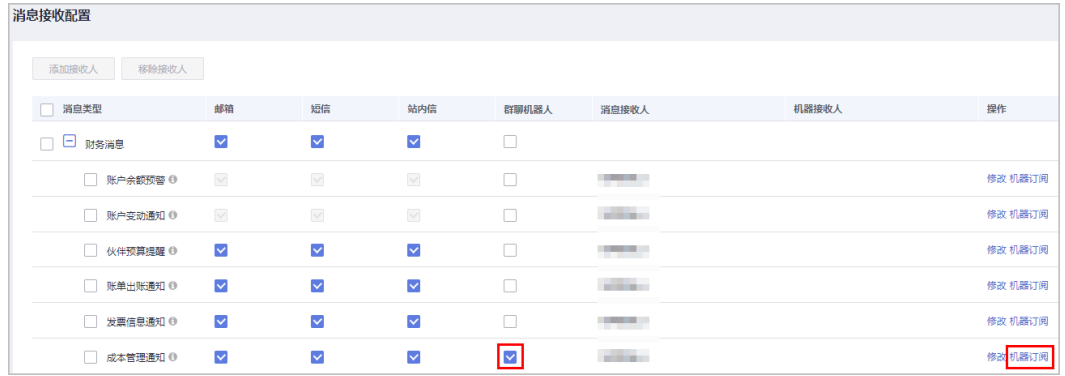 消息接收配置
添加接收人 移除接收人
消息类型 邮箱 短信 站内信 群聊机器人 消息接收人 机器接收人 操作
财务消息
账户余额预警 修改 机器订阅
账户变动通知 修改 机器订阅
伙伴预算提醒 修改 机器订阅
账单出账通知 修改 机器订阅
发票信息通知 修改 机器订阅
成本管理通知 修改 机器订阅